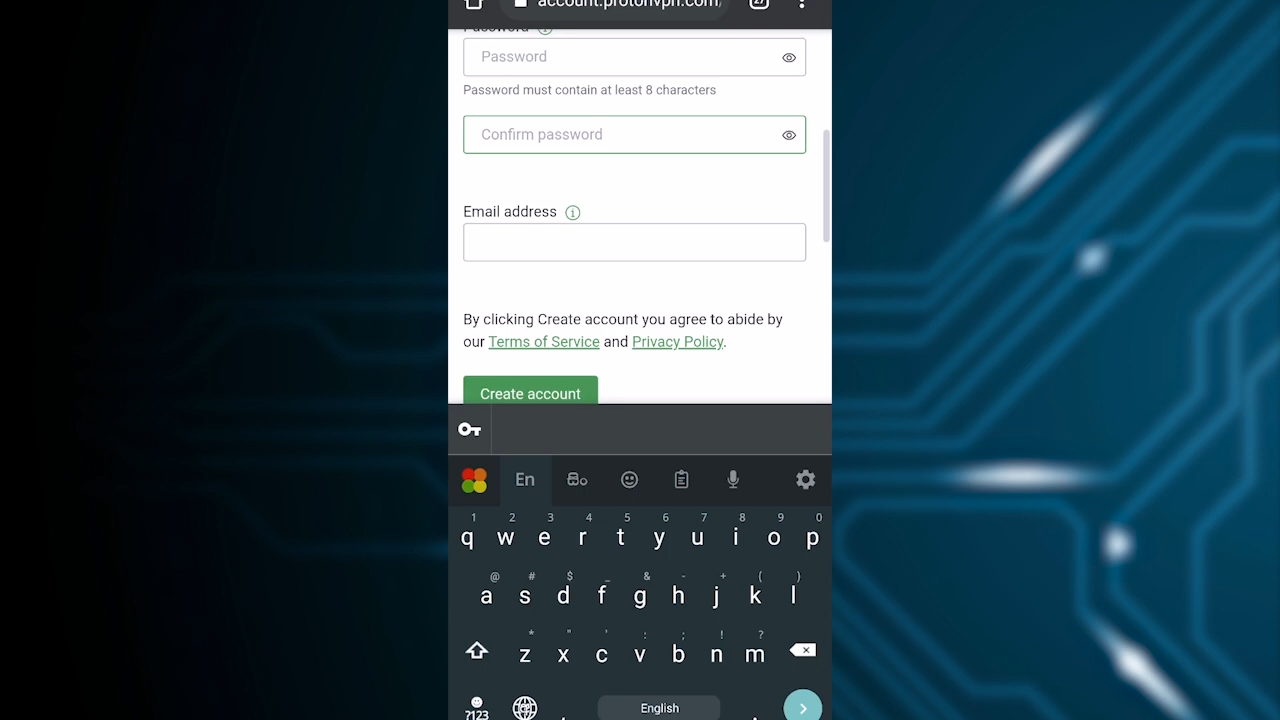 account.protonvpn.com/
27
Password
Password
Password must contain at least 8 characters
Confirm password
Email address
By clicking Create account you agree to abide by
our Terms of Service and Privacy Policy.
Create account
En
1 2 3 4 5 6 7 8 9 0
q w e r t y u i o p
@ # $ _ & - + ( )
a s d f g h j k l
* " ' : ; ! ?
z x c v b n m
?123 , English .